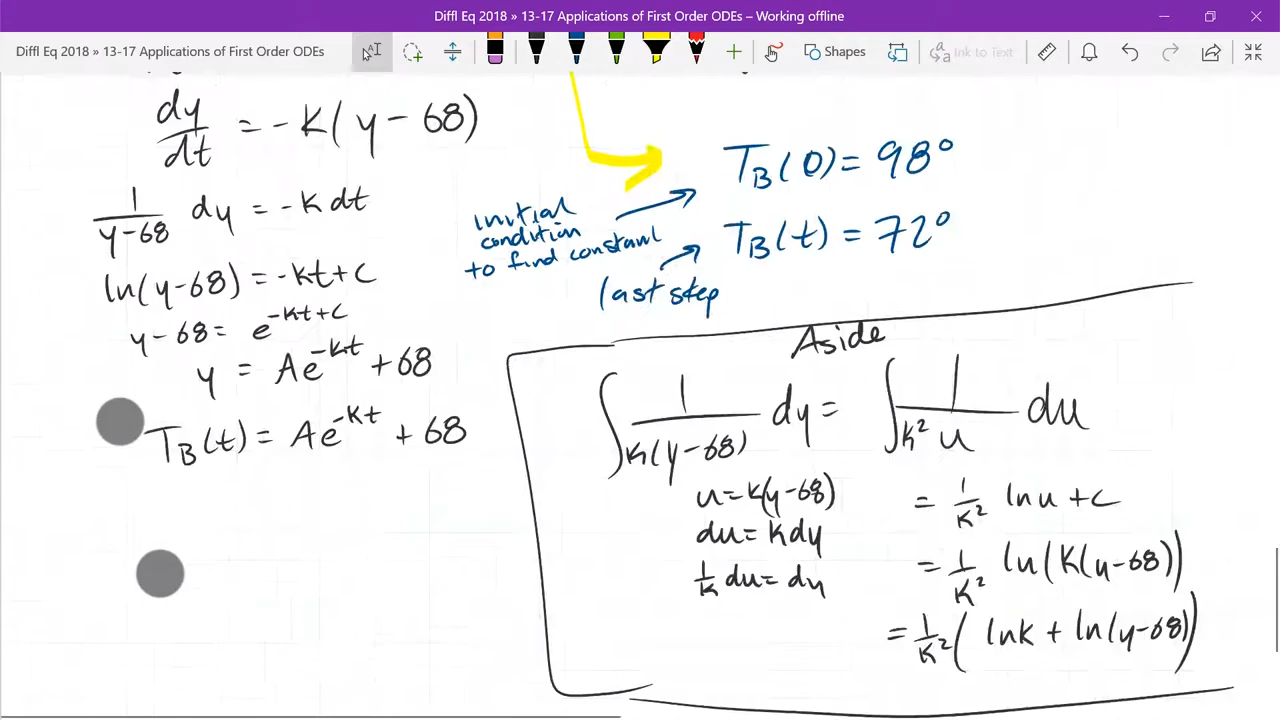 Diffl Eq 2018 » 13-17 Applications of First Order ODEs – Working offline
Diffl Eq 2018 » 13-17 Applications of First Order ODEs
Shapes
Ink to Text
dy/dt = -K(y-68)
1/(y-68) dy = -K dt
ln(y-68) = -Kt+C
y-68 = e^(-Kt+C)
y = Ae^(-Kt) +68
T_B(t) = Ae^(-Kt) +68
T_B(0) = 98°
initial
condition
to find constant
T_B(t) = 72°
last step
Aside
∫ 1/(K(y-68)) dy = ∫ 1/(K² u) du
u = K(y-68)
du = K dy
1/K du = dy
= 1/K² ln u + C
= 1/K² ln(K(y-68))
= 1/K² (ln K + ln(y-68))